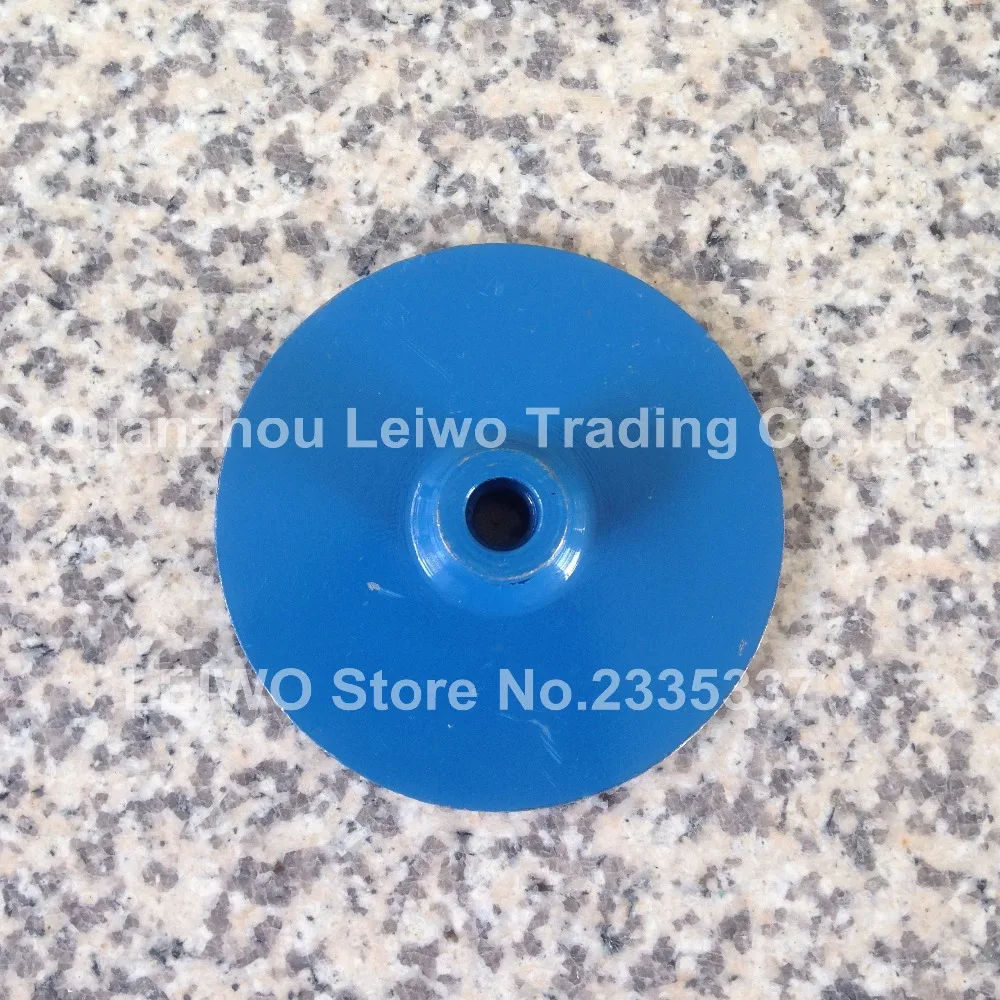 Quanzhou Leiwo Trading Co.,Ltd.
LeiWO Store No.2335337